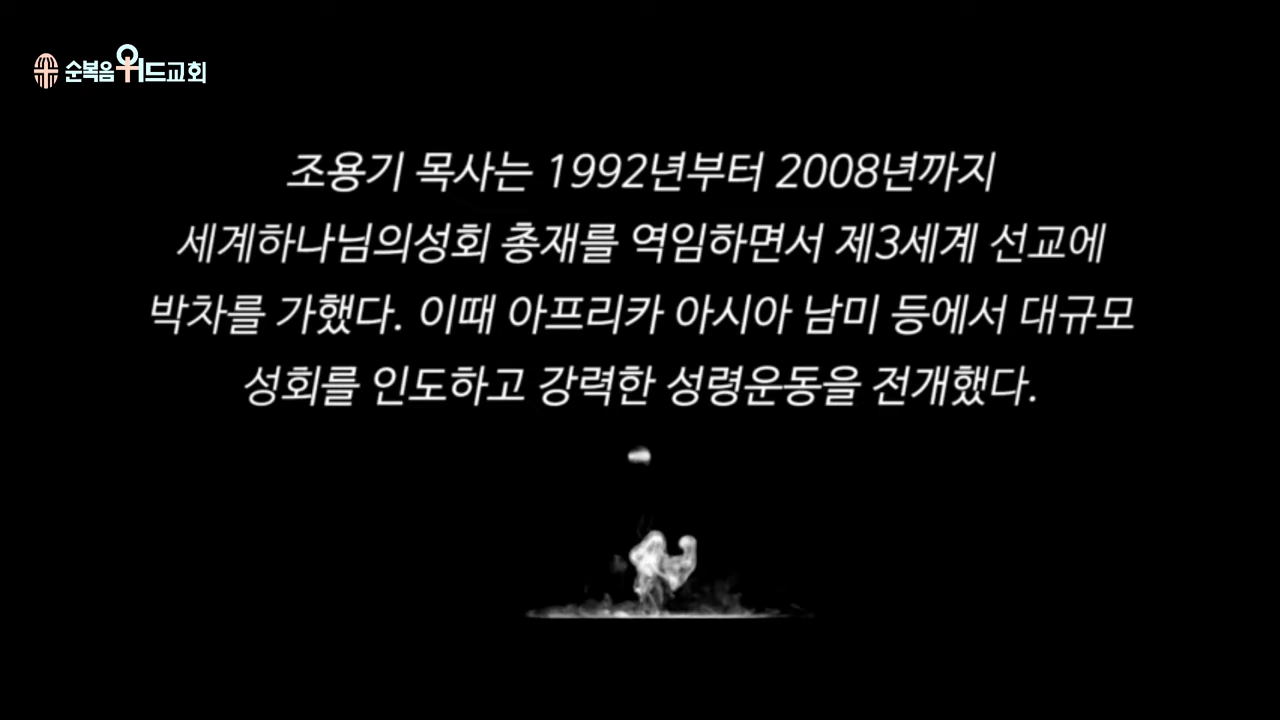 순복음위드교회
조용기 목사는 1992년부터 2008년까지
세계하나님의성회 총재를 역임하면서 제3세계 선교에
박차를 가했다. 이때 아프리카 아시아 남미 등에서 대규모
성회를 인도하고 강력한 성령운동을 전개했다.